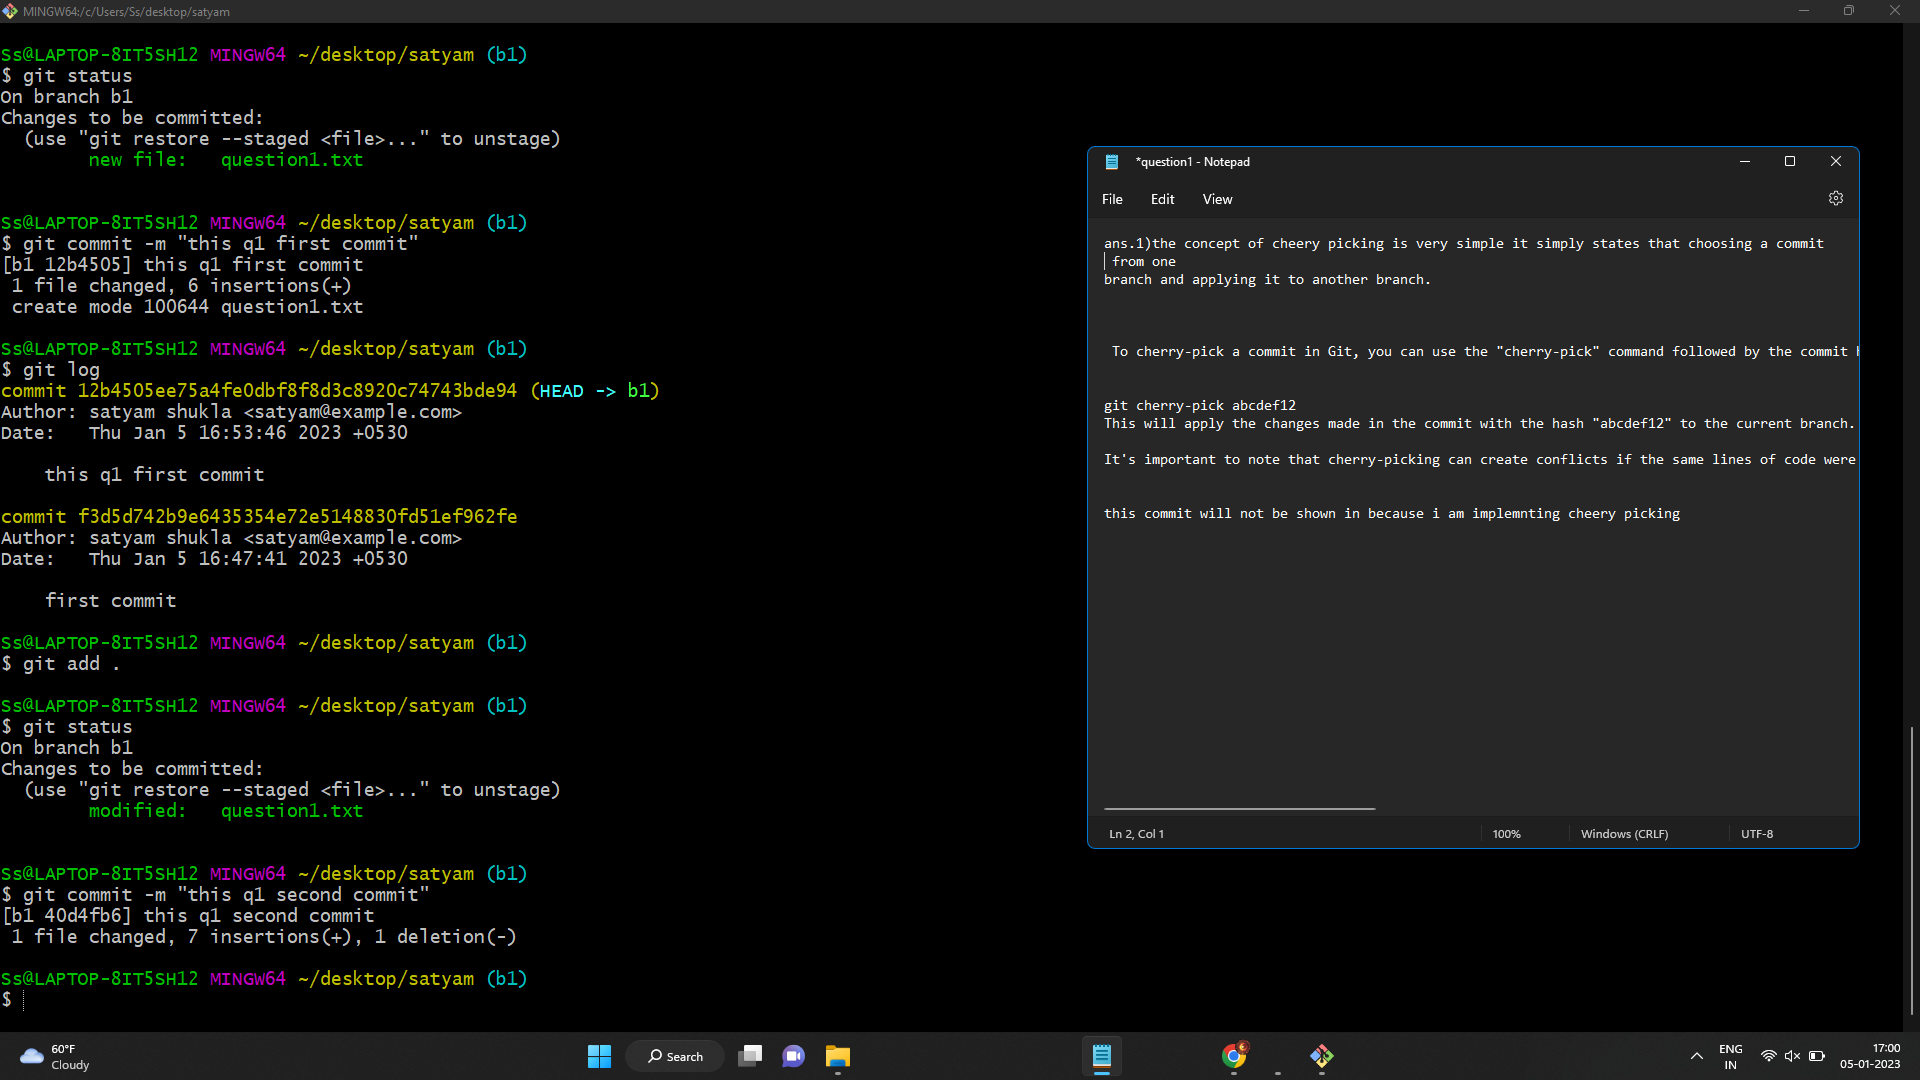 MINGW64:/c/Users/Ss/desktop/satyam
Ss@LAPTOP-8IT5SH12 MINGW64 ~/desktop/satyam (b1)
$ git status
On branch b1
Changes to be committed:
  (use "git restore --staged <file>..." to unstage)
        new file:   question1.txt
Ss@LAPTOP-8IT5SH12 MINGW64 ~/desktop/satyam (b1)
$ git commit -m "this q1 first commit"
[b1 12b4505] this q1 first commit
 1 file changed, 6 insertions(+)
 create mode 100644 question1.txt
Ss@LAPTOP-8IT5SH12 MINGW64 ~/desktop/satyam (b1)
$ git log
commit 12b4505ee75a4fe0dbf8f8d3c8920c74743bde94 (HEAD -> b1)
Author: satyam shukla <satyam@example.com>
Date:   Thu Jan 5 16:53:46 2023 +0530
    this q1 first commit
commit f3d5d742b9e6435354e72e5148830fd51ef962fe
Author: satyam shukla <satyam@example.com>
Date:   Thu Jan 5 16:47:41 2023 +0530
    first commit
Ss@LAPTOP-8IT5SH12 MINGW64 ~/desktop/satyam (b1)
$ git add .
Ss@LAPTOP-8IT5SH12 MINGW64 ~/desktop/satyam (b1)
$ git status
On branch b1
Changes to be committed:
  (use "git restore --staged <file>..." to unstage)
        modified:   question1.txt
Ss@LAPTOP-8IT5SH12 MINGW64 ~/desktop/satyam (b1)
$ git commit -m "this q1 second commit"
[b1 40d4fb6] this q1 second commit
 1 file changed, 7 insertions(+), 1 deletion(-)
Ss@LAPTOP-8IT5SH12 MINGW64 ~/desktop/satyam (b1)
$
*question1 - Notepad
File Edit View
ans.1)the concept of cheery picking is very simple it simply states that choosing a commit
 from one
branch and applying it to another branch.
 To cherry-pick a commit in Git, you can use the "cherry-pick" command followed by the commit
git cherry-pick abcdef12
This will apply the changes made in the commit with the hash "abcdef12" to the current branch.
It's important to note that cherry-picking can create conflicts if the same lines of code were
this commit will not be shown in because i am implemnting cheery picking
Ln 2, Col 1 100% Windows (CRLF) UTF-8
60°F
Cloudy
Search
ENG
IN
17:00
05-01-2023